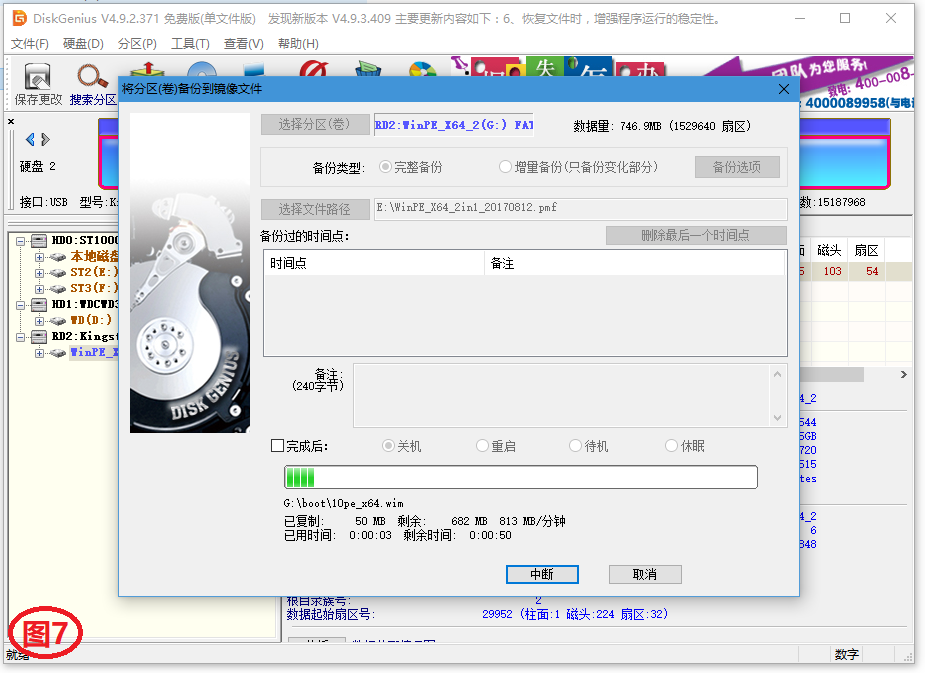 DiskGenius V4.9.2.371 免费版(单文件版) 发现新版本 V4.9.3.409 主要更新内容如下：6、恢复文件时，增强程序运行的稳定性。
文件(F) 硬盘(D) 分区(P) 工具(T) 查看(V) 帮助(H)
保存更改 搜索分区
团队为您服务!
致电: 400-008-
4000089958(与电
将分区(卷)备份到镜像文件
硬盘 2
接口:USB 型号:K
数:15187968
HD0:ST1000
本地磁盘
ST2(E:)
ST3(F:)
HD1:WDCWD3
WD(D:)
RD2:Kingst
WinPE_X
选择分区(卷) RD2:WinPE_X64_2(G:) FAT 数据量: 746.9MB (1529640 扇区)
备份类型: 完整备份 增量备份(只备份变化部分) 备份选项
选择文件路径 E:\WinPE_X64_2in1_20170812.pmf
备份过的时间点: 删除最后一个时间点
时间点 备注
备注:
(240字节)
DISK GENIUS
完成后: 关机 重启 待机 休眠
G:\boot\10pe_x64.wim
已复制: 50 MB 剩余: 682 MB 813 MB/分钟
已用时间: 0:00:03 剩余时间: 0:00:50
中断 取消
磁头 扇区
5 103 54
4_2
544
5GB
720
515
tes
4_2
6
848
根目录簇号: 2
数据起始扇区号: 29952 (柱面:1 磁头:224 扇区:32)
图7
就绪
数字